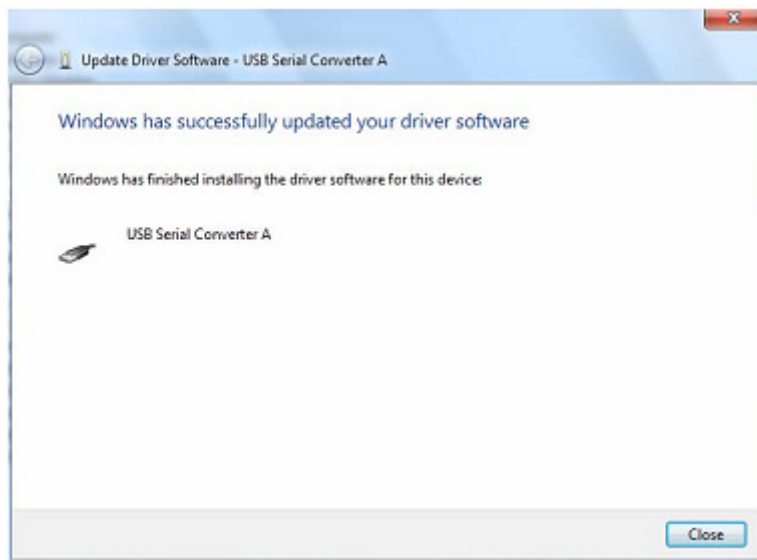 Update Driver Software - USB Serial Converter A
Windows has successfully updated your driver software
Windows has finished installing the driver software for this device:
USB Serial Converter A
Close